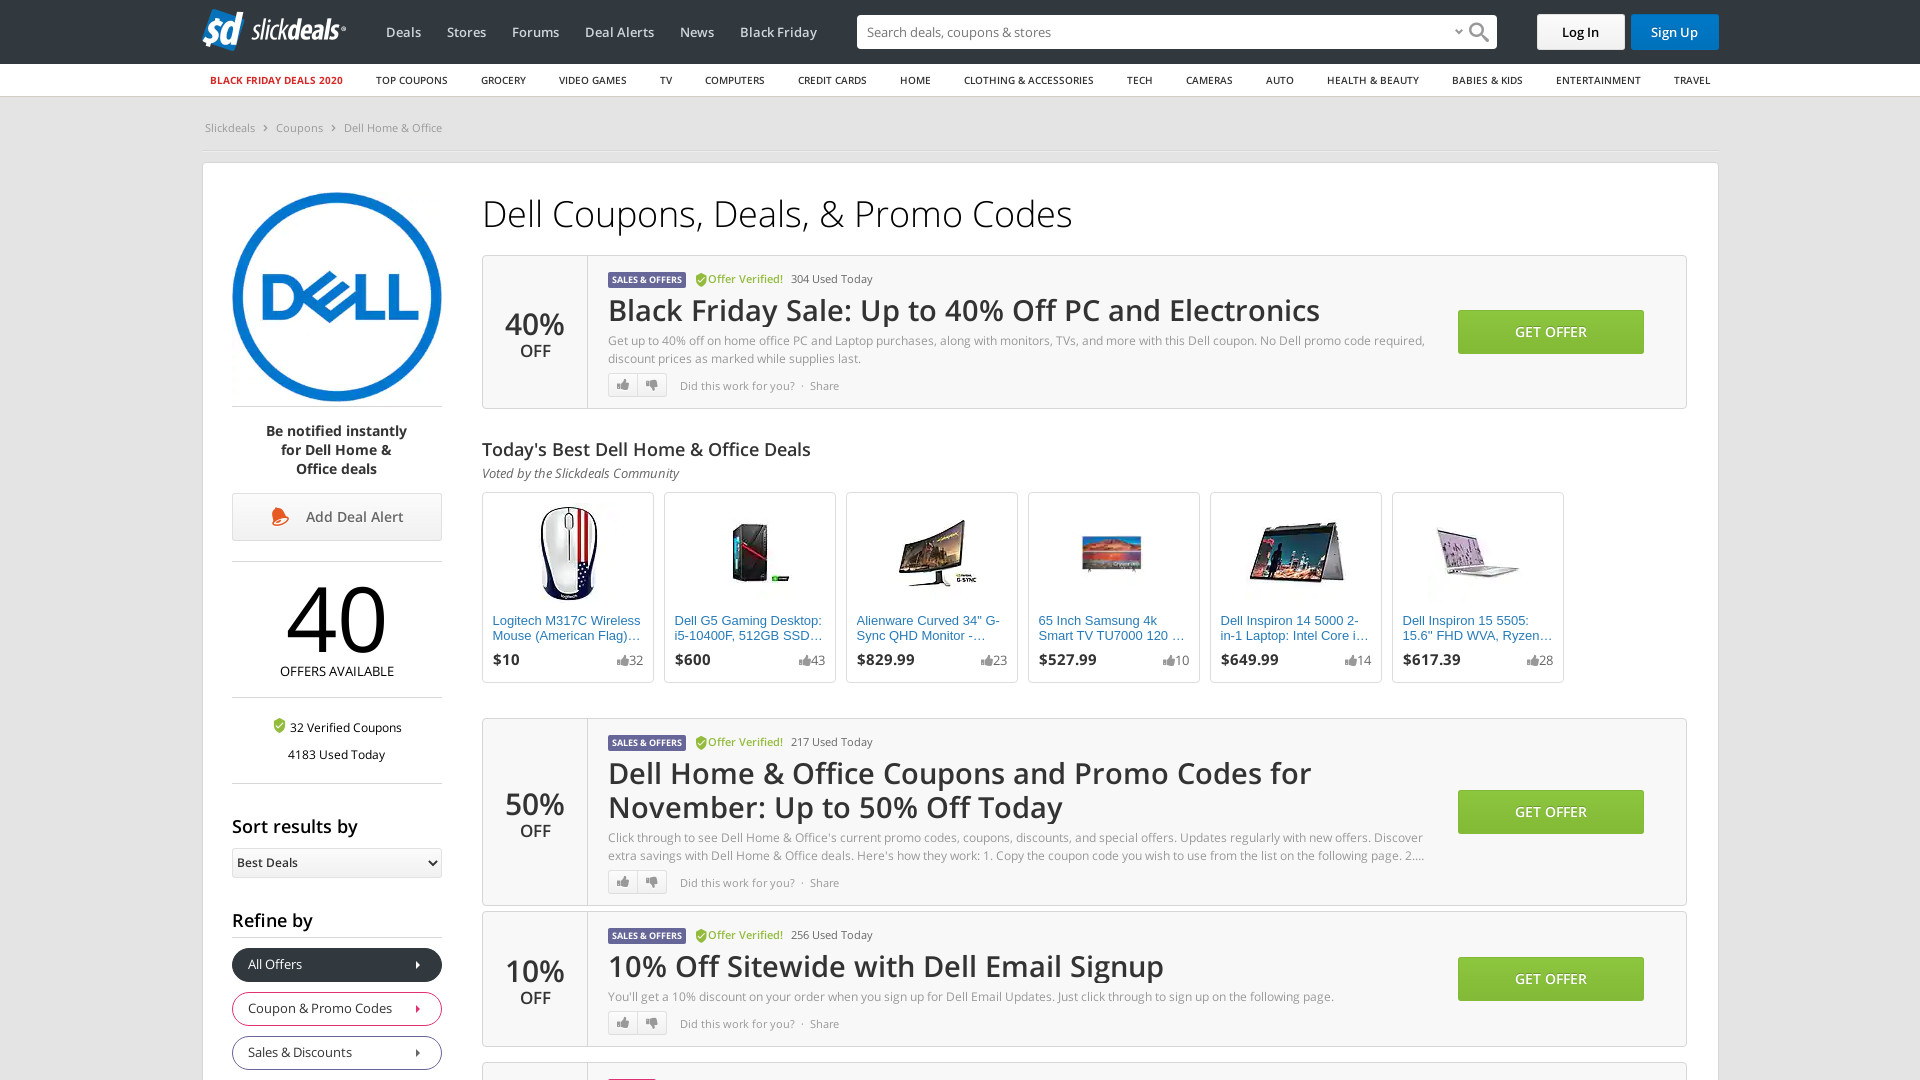 sd slickdeals
Deals Stores Forums Deal Alerts News Black Friday
Search deals, coupons & stores
Log In Sign Up
BLACK FRIDAY DEALS 2020 TOP COUPONS GROCERY VIDEO GAMES TV COMPUTERS CREDIT CARDS HOME CLOTHING & ACCESSORIES TECH CAMERAS AUTO HEALTH & BEAUTY BABIES & KIDS ENTERTAINMENT TRAVEL
Slickdeals > Coupons > Dell Home & Office
DELL
Be notified instantly
for Dell Home &
Office deals
Add Deal Alert
40
OFFERS AVAILABLE
32 Verified Coupons
4183 Used Today
Sort results by
Best Deals
Refine by
All Offers
Coupon & Promo Codes
Sales & Discounts
Dell Coupons, Deals, & Promo Codes
40%
OFF
SALES & OFFERS Offer Verified! 304 Used Today
Black Friday Sale: Up to 40% Off PC and Electronics
Get up to 40% off on home office PC and Laptop purchases, along with monitors, TVs, and more with this Dell coupon. No Dell promo code required,
discount prices as marked while supplies last.
Did this work for you? · Share
GET OFFER
Today's Best Dell Home & Office Deals
Voted by the Slickdeals Community
Logitech M317C Wireless
Mouse (American Flag)…
$10 32
Dell G5 Gaming Desktop:
i5-10400F, 512GB SSD…
$600 43
G-SYNC
Alienware Curved 34" G-
Sync QHD Monitor -…
$829.99 23
65 Inch Samsung 4k
Smart TV TU7000 120 …
$527.99 10
Dell Inspiron 14 5000 2-
in-1 Laptop: Intel Core i…
$649.99 14
Dell Inspiron 15 5505:
15.6" FHD WVA, Ryzen…
$617.39 28
50%
OFF
SALES & OFFERS Offer Verified! 217 Used Today
Dell Home & Office Coupons and Promo Codes for
November: Up to 50% Off Today
Click through to see Dell Home & Office's current promo codes, coupons, discounts, and special offers. Updates regularly with new offers. Discover
extra savings with Dell Home & Office deals. Here's how they work: 1. Copy the coupon code you wish to use from the list on the following page. 2.…
Did this work for you? · Share
GET OFFER
10%
OFF
SALES & OFFERS Offer Verified! 256 Used Today
10% Off Sitewide with Dell Email Signup
You'll get a 10% discount on your order when you sign up for Dell Email Updates. Just click through to sign up on the following page.
Did this work for you? · Share
GET OFFER